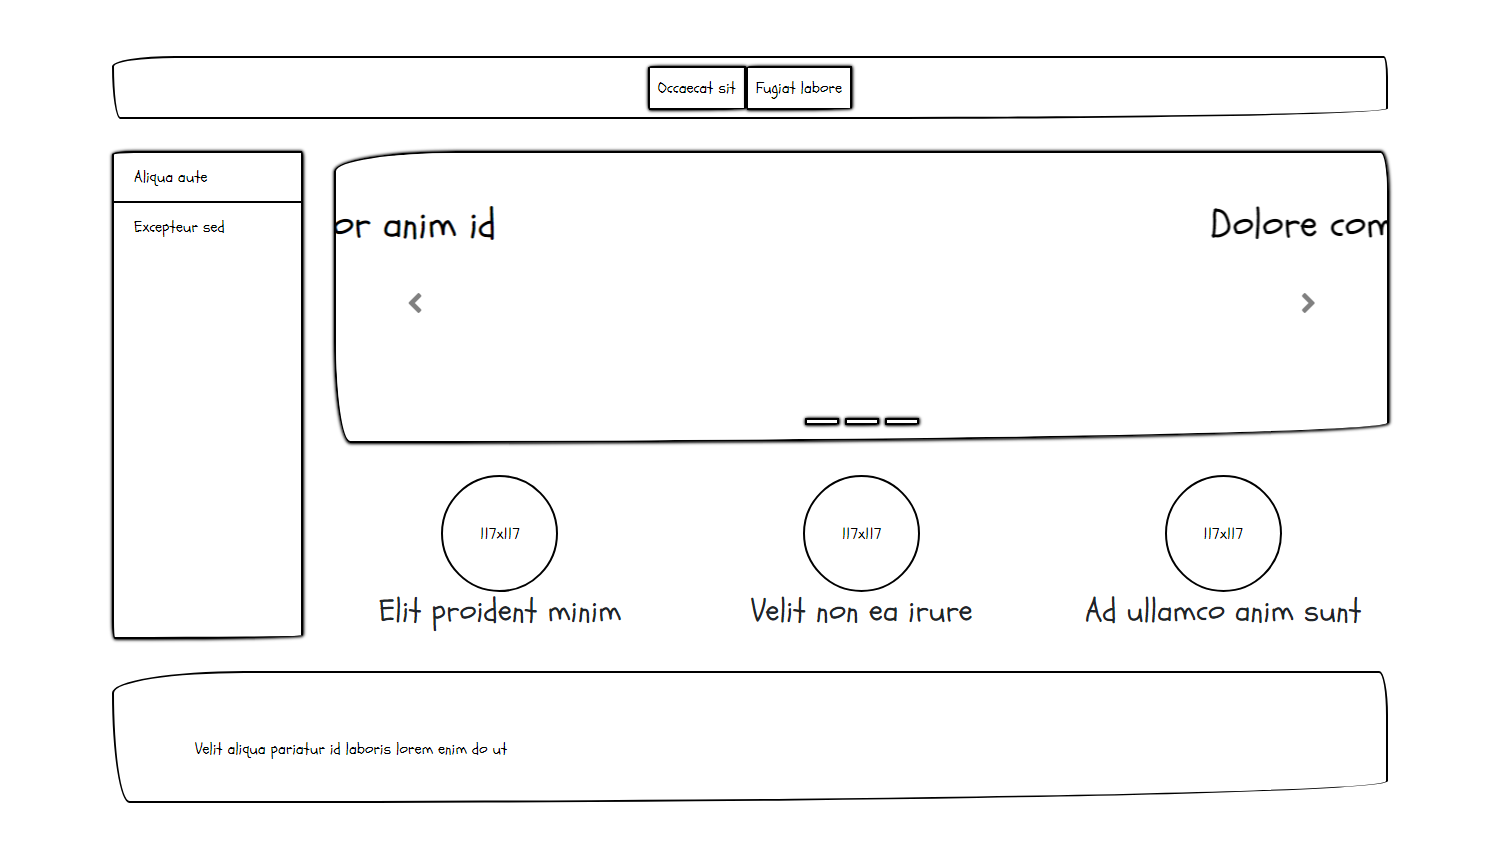 Occaecat sit Fugiat labore
Aliqua aute
Excepteur sed
or anim id
Dolore com
117x117
117x117
117x117
Elit proident minim
Velit non ea irure
Ad ullamco anim sunt
Velit aliqua pariatur id laboris lorem enim do ut